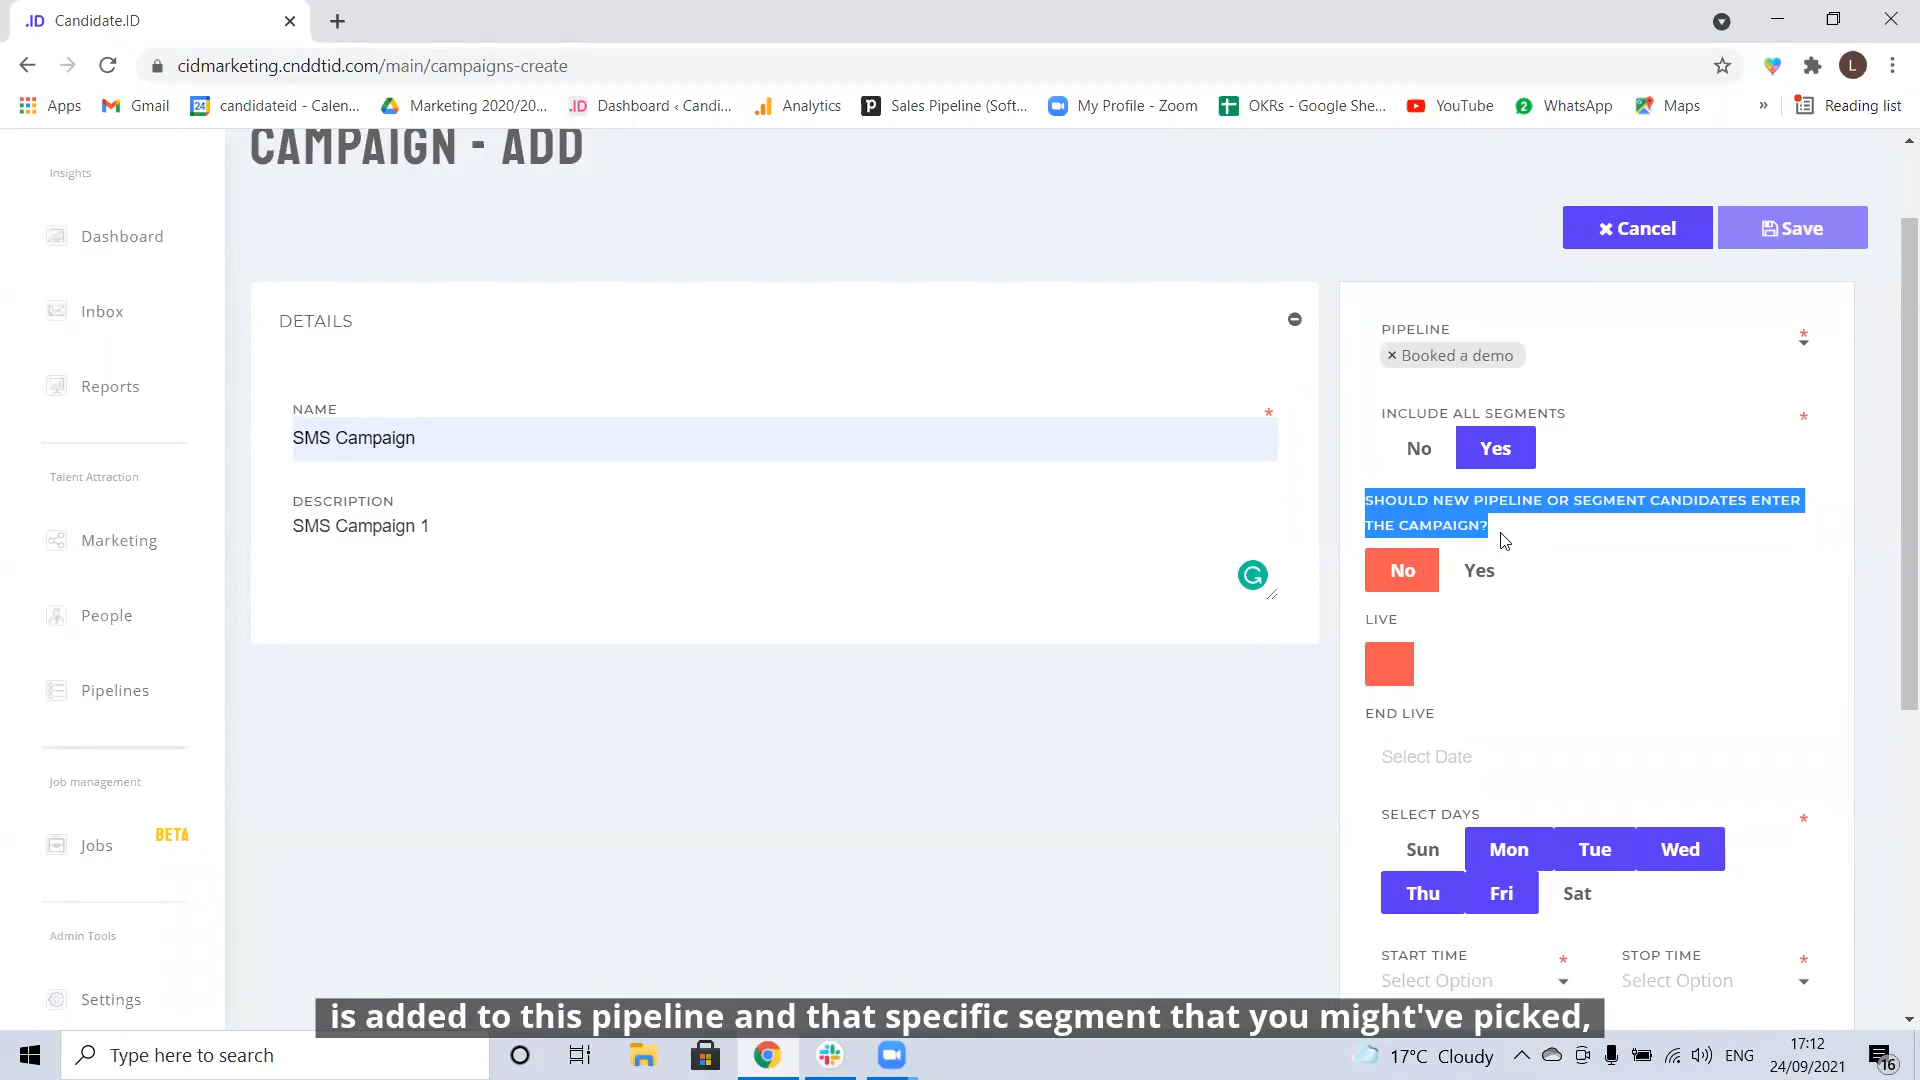 .ID Candidate.ID
cidmarketing.cnddtid.com/main/campaigns-create
L
Apps
Gmail
24 candidateid - Calen...
Marketing 2020/20...
.ID Dashboard ‹ Candi...
Analytics
Sales Pipeline (Soft...
My Profile - Zoom
OKRs - Google She...
YouTube
2 WhatsApp
Maps
»
Reading list
CAMPAIGN - ADD
Insights
Dashboard
Inbox
Reports
Talent Attraction
Marketing
People
Pipelines
Job management
Jobs BETA
Admin Tools
Settings
Cancel
Save
DETAILS
NAME *
SMS Campaign
DESCRIPTION
SMS Campaign 1
PIPELINE *
× Booked a demo
INCLUDE ALL SEGMENTS *
No Yes
SHOULD NEW PIPELINE OR SEGMENT CANDIDATES ENTER
THE CAMPAIGN?
No Yes
LIVE
END LIVE
Select Date
SELECT DAYS *
Sun Mon Tue Wed
Thu Fri Sat
START TIME * STOP TIME *
Select Option Select Option
is added to this pipeline and that specific segment that you might've picked,
Type here to search
17°C Cloudy
ENG
17:12
24/09/2021
16